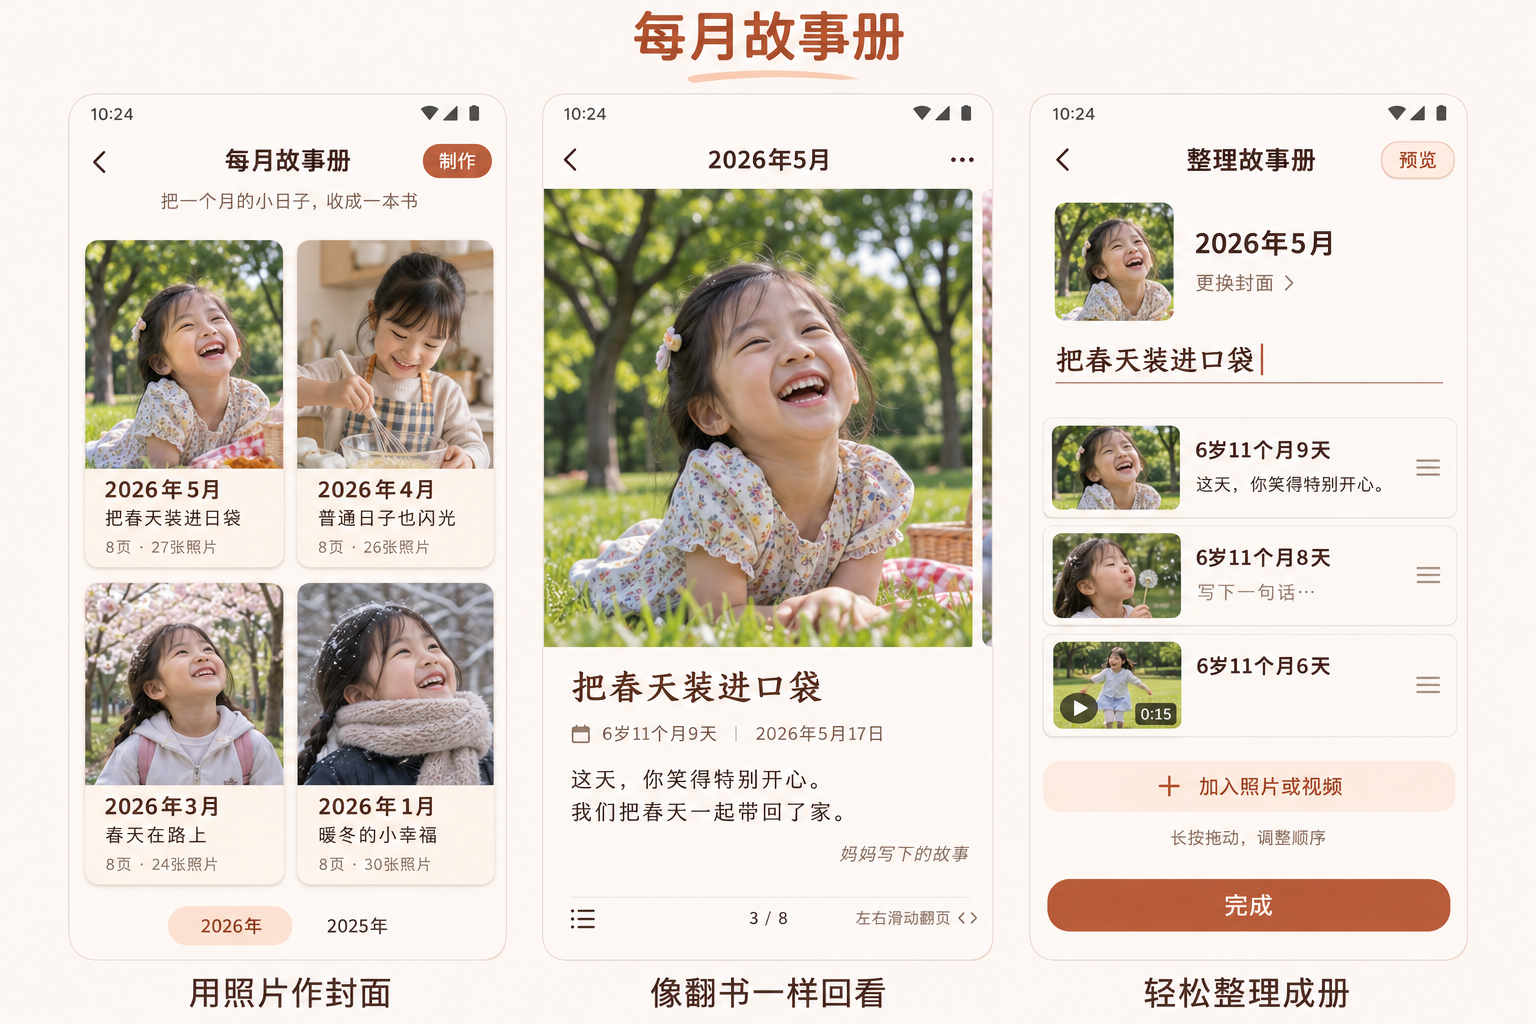 每月故事册
10:24
每月故事册
制作
把一个月的小日子，收成一本书
2026年5月
把春天装进日袋
8页 · 27张照片
2026年4月
普通日子也闪光
8页 · 26张照片
2026年3月
春天在路上
8页 · 24张照片
2026年1月
暖冬的小幸福
8页 · 30张照片
2026年
2025年
用照片作封面
10:24
2026年5月
把春天装进口袋
6岁11个月9天 | 2026年5月17日
这天，你笑得特别开心。
我们把春天一起带回了家。
妈妈写下的故事
3 / 8
左右滑动翻页
像翻书一样回看
10:24
整理故事册
预览
2026年5月
更换封面
把春天装进口袋
6岁11个月9天
这天，你笑得特别开心。
6岁11个月8天
写下一句话…
6岁11个月6天
0:15
加入照片或视频
长按拖动，调整顺序
完成
轻松整理成册